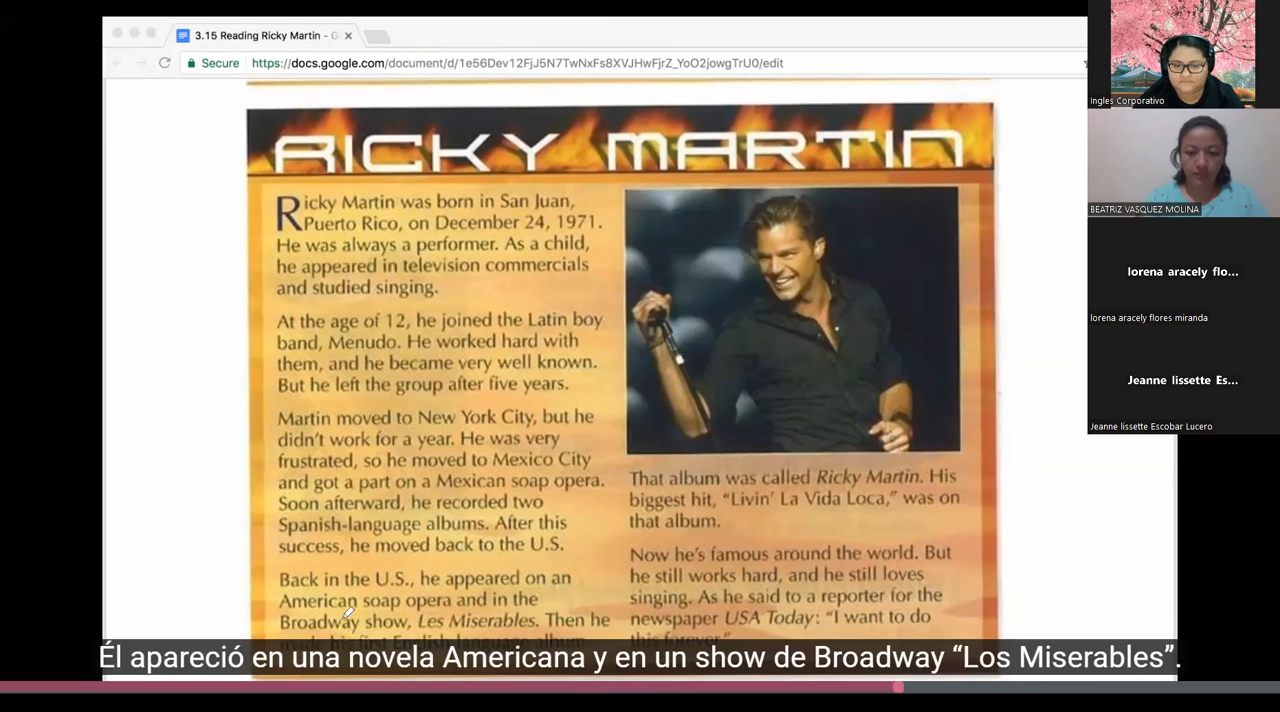 3.15 Reading Ricky Martin - G
Secure
https://docs.google.com/document/d/1e56Dev12FjJ5N7TwNxFs8XVJHwFjrZ_YoO2jowgTrU0/edit
RICKY MARTIN
Ricky Martin was born in San Juan,
Puerto Rico, on December 24, 1971.
He was always a performer. As a child,
he appeared in television commercials
and studied singing.
At the age of 12, he joined the Latin boy
band, Menudo. He worked hard with
them, and he became very well known.
But he left the group after five years.
Martin moved to New York City, but he
didn't work for a year. He was very
frustrated, so he moved to Mexico City
and got a part on a Mexican soap opera.
Soon afterward, he recorded two
Spanish-language albums. After this
success, he moved back to the U.S.
Back in the U.S., he appeared on an
American soap opera and in the
Broadway show, Les Miserables. Then he
made his first English-language album.
That album was called Ricky Martin. His
biggest hit, “Livin’ La Vida Loca,” was on
that album.
Now he's famous around the world. But
he still works hard, and he still loves
singing. As he said to a reporter for the
newspaper USA Today: “I want to do
this forever.”
Él apareció en una novela Americana y en un show de Broadway “Los Miserables”.
Ingles Corporativo
BEATRIZ VASQUEZ MOLINA
lorena aracely flo...
lorena aracely flores miranda
Jeanne lissette Es...
Jeanne lissette Escobar Lucero